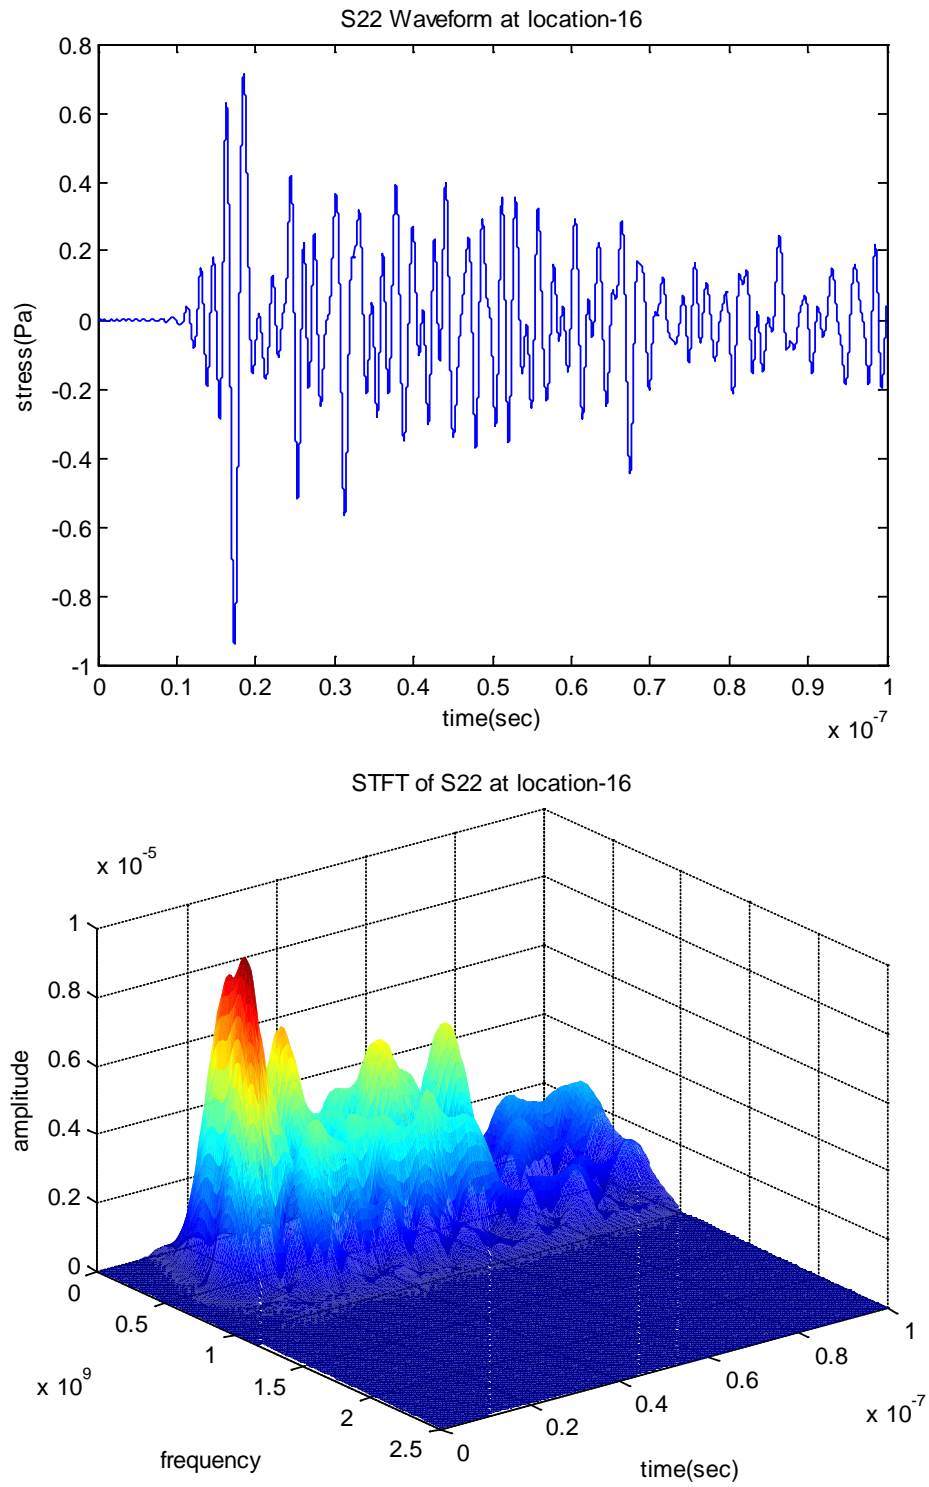 S22 Waveform at location-16
0.8
0.6
0.4
0.2
0
-0.2
-0.4
-0.6
-0.8
-1
stress(Pa)
0 0.1 0.2 0.3 0.4 0.5 0.6 0.7 0.8 0.9 1
time(sec)
x 10^-7
STFT of S22 at location-16
x 10^-5
1
0.8
0.6
0.4
0.2
0
amplitude
0
0.5
1
1.5
2
2.5
x 10^9
frequency
0
0.2
0.4
0.6
0.8
1
x 10^-7
time(sec)